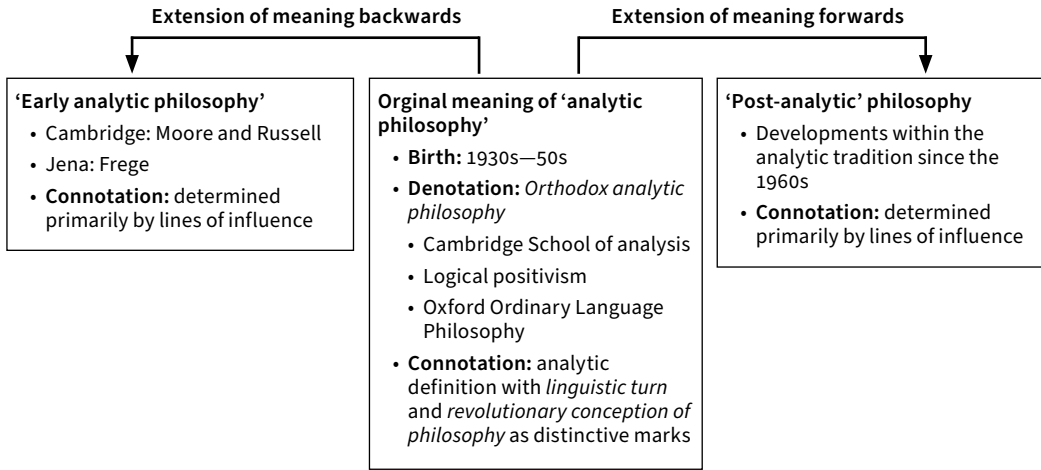 Extension of meaning backwards
Extension of meaning forwards
‘Early analytic philosophy’
• Cambridge: Moore and Russell
• Jena: Frege
• Connotation: determined
primarily by lines of influence
Orginal meaning of ‘analytic
philosophy’
• Birth: 1930s—50s
• Denotation: Orthodox analytic
philosophy
• Cambridge School of analysis
• Logical positivism
• Oxford Ordinary Language
Philosophy
• Connotation: analytic
definition with linguistic turn
and revolutionary conception of
philosophy as distinctive marks
‘Post-analytic’ philosophy
• Developments within the
analytic tradition since the
1960s
• Connotation: determined
primarily by lines of influence